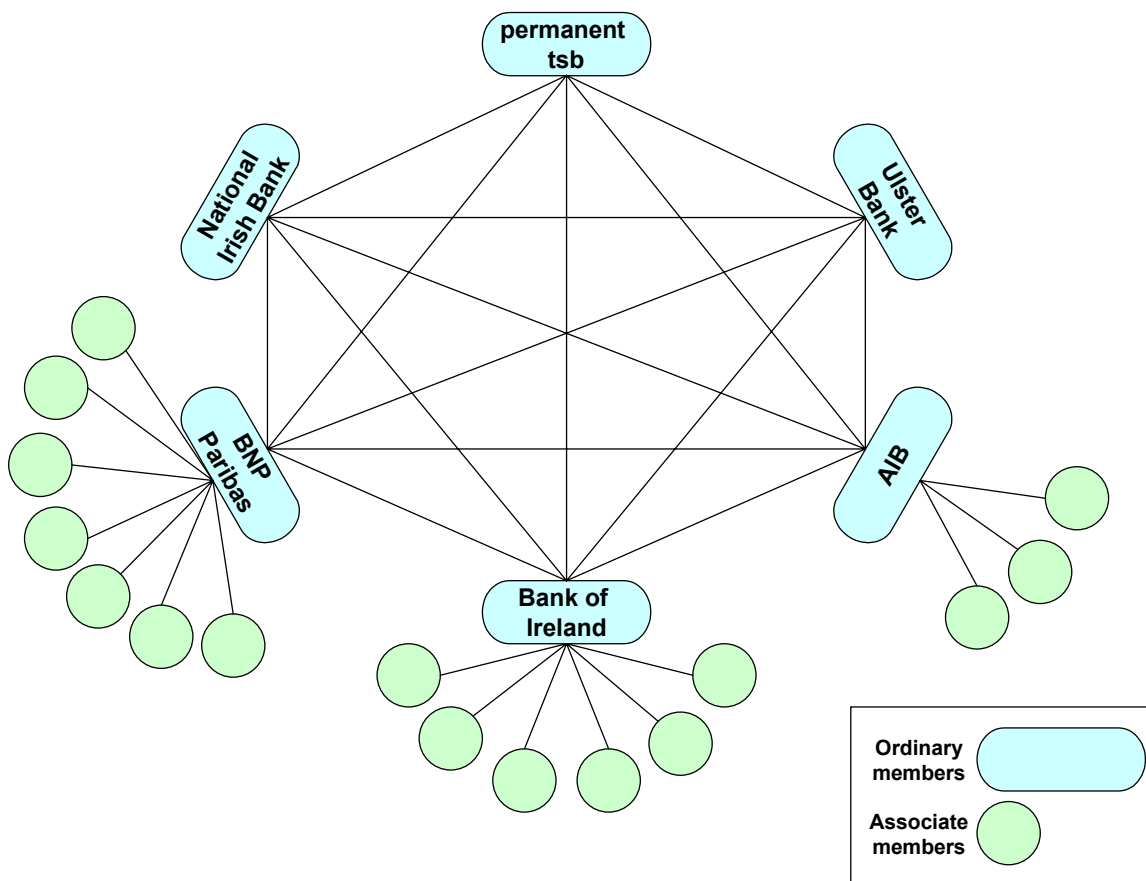 permanent
tsb
National
Irish Bank
Ulster
Bank
BNP
Paribas
AIB
Bank of
Ireland
Ordinary
members
Associate
members